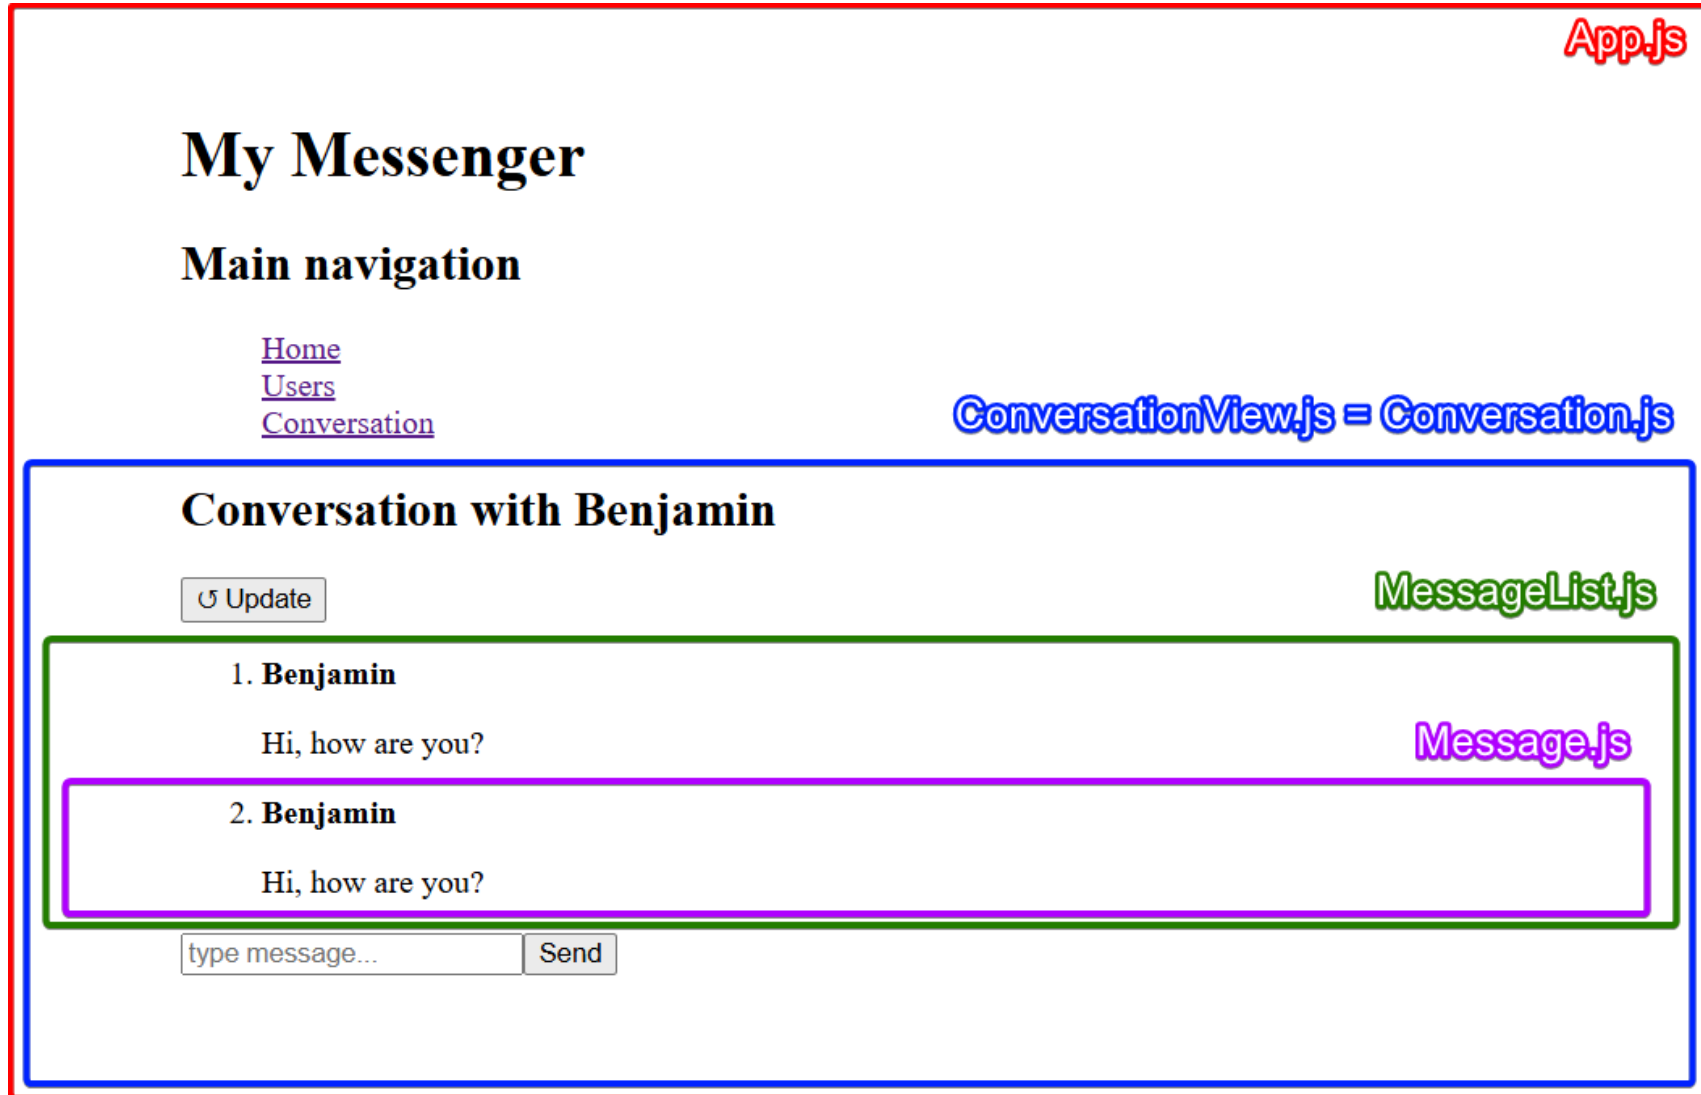 App.js
My Messenger
Main navigation
Home
Users
Conversation
ConversationView.js = Conversation.js
Conversation with Benjamin
↺ Update
MessageList.js
1. Benjamin
Hi, how are you?
Message.js
2. Benjamin
Hi, how are you?
type message... Send